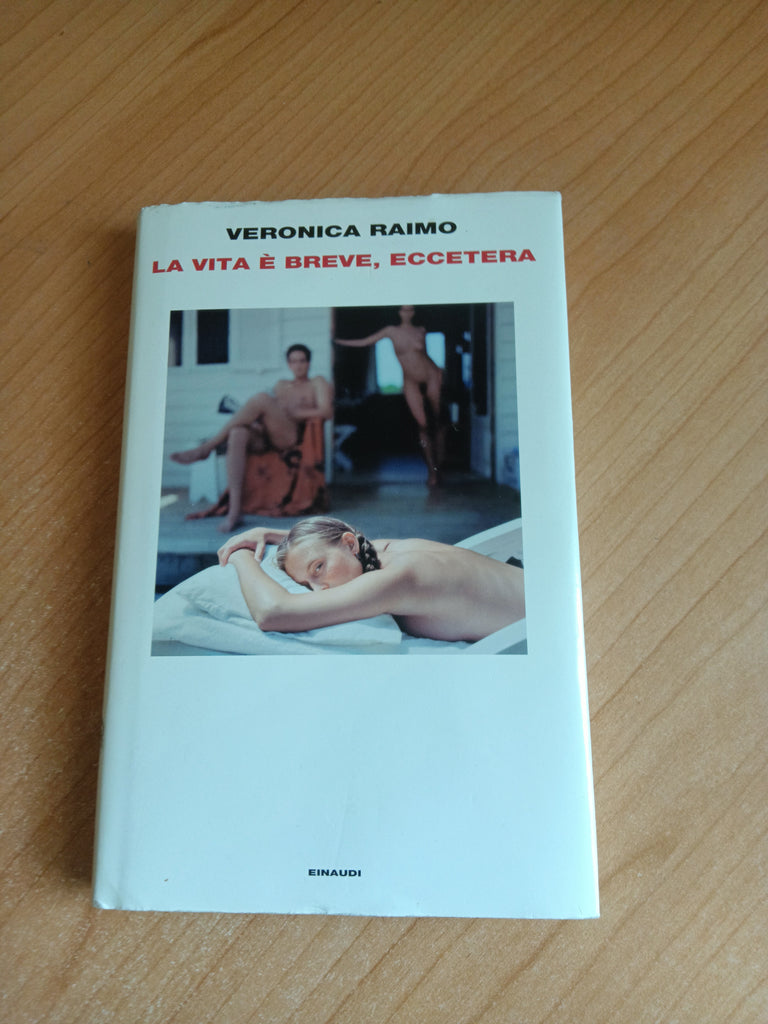 VERONICA RAIMO
LA VITA È BREVE, ECCETERA
EINAUDI